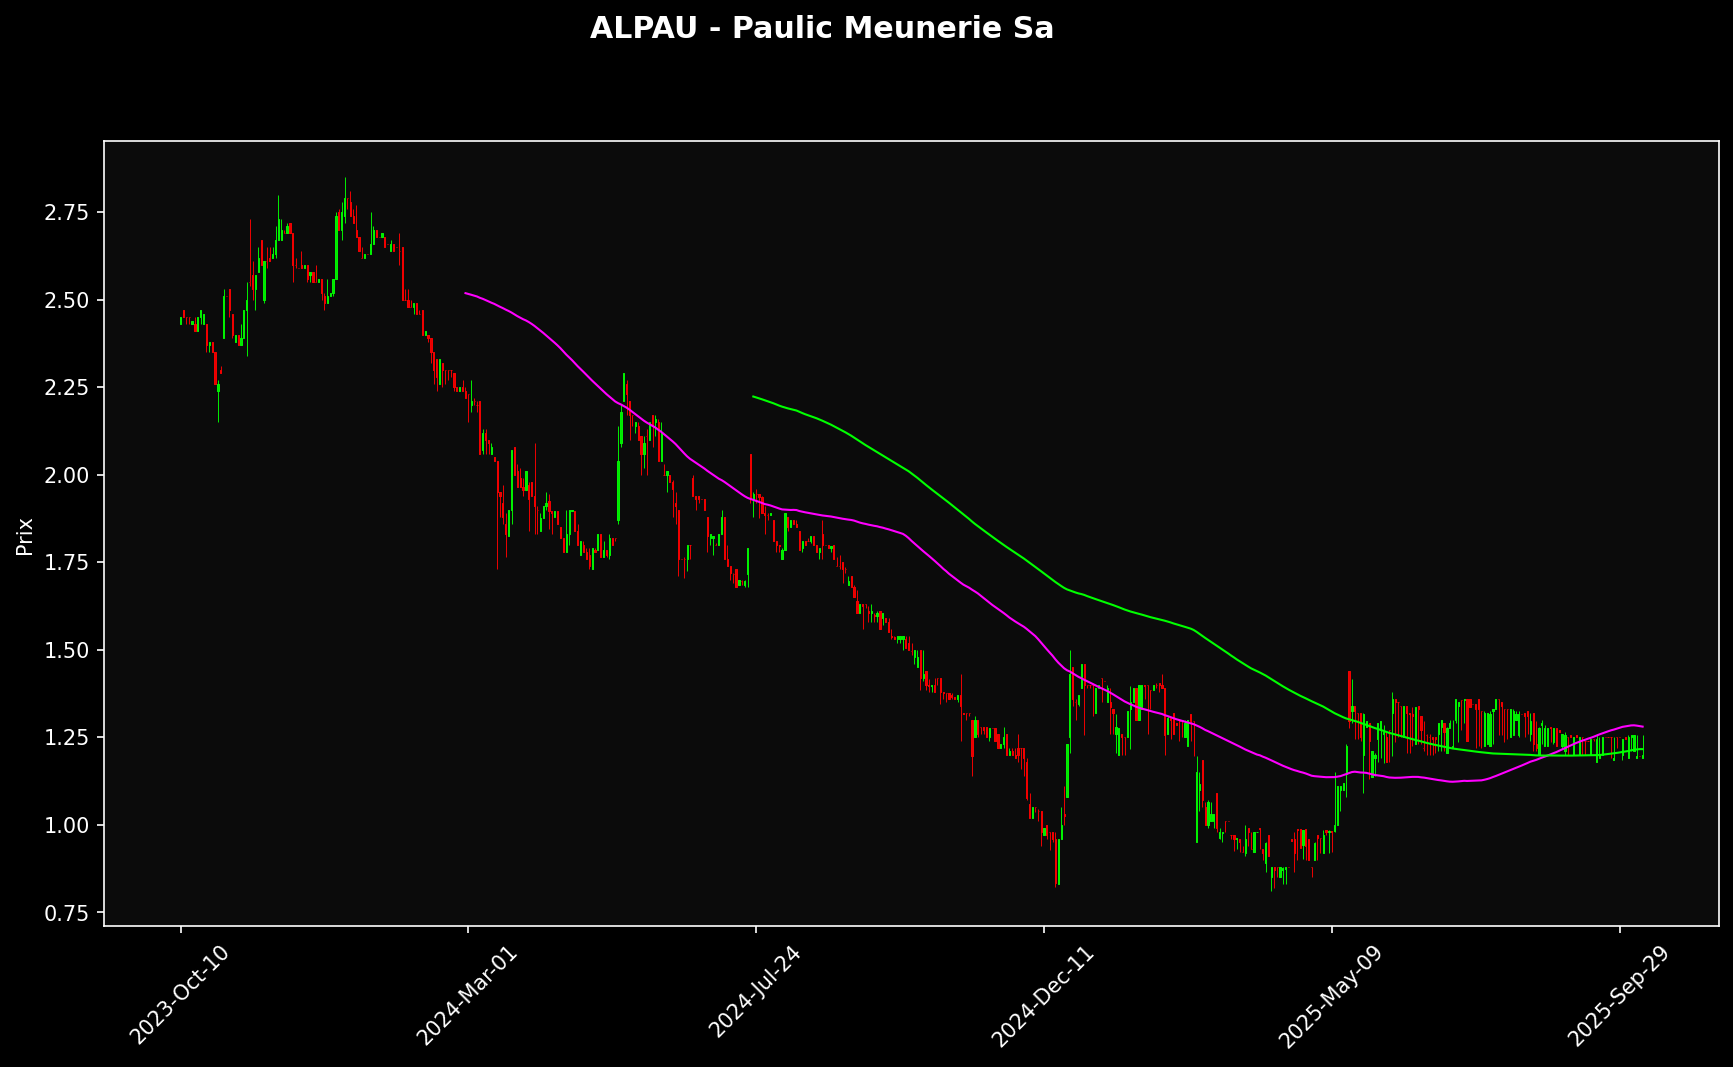 ALPAU - Paulic Meunerie Sa
Prix
2.75
2.50
2.25
2.00
1.75
1.50
1.25
1.00
0.75
2023-Oct-10
2024-Mar-01
2024-Jul-24
2024-Dec-11
2025-May-09
2025-Sep-29